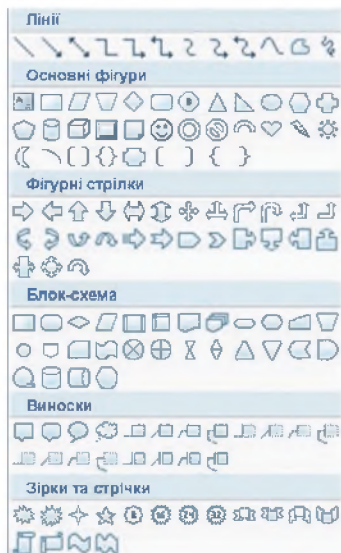 Лінії
Основні фігури
Фігурні стрілки
Блок-схема
Виноски
Зірки та стрічки